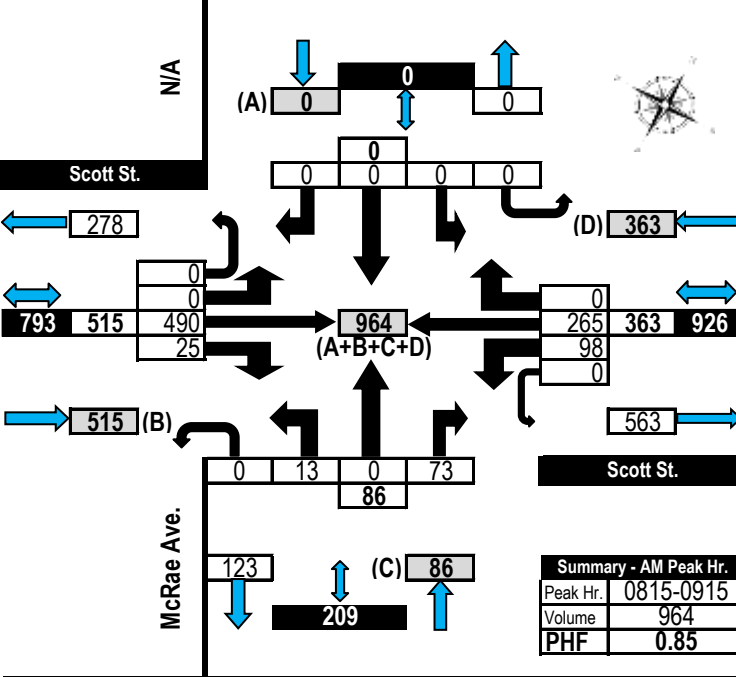 N/A
0
(A) 0 0
0
0 0 0 0
Scott St.
278
(D) 363
0
0
793 515 490
25
964
(A+B+C+D)
0
265 363 926
98
0
515 (B)
563
0 13 0 73
86
Scott St.
McRae Ave.
123
(C) 86
209
Summary - AM Peak Hr.
Peak Hr. 0815-0915
Volume 964
PHF 0.85